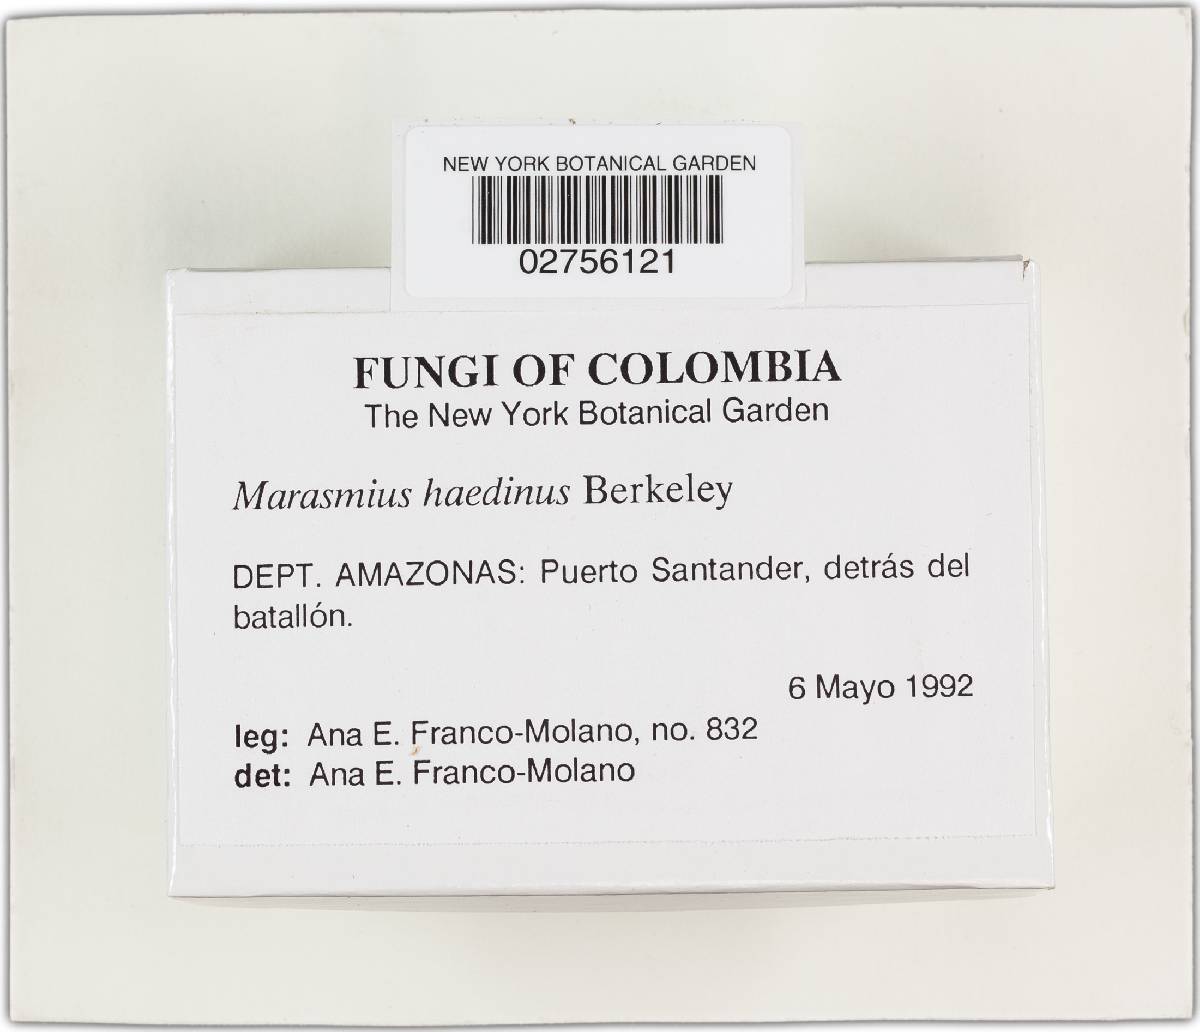 NEW YORK BOTANICAL GARDEN
02756121
FUNGI OF COLOMBIA
The New York Botanical Garden
Marasmius haedinus Berkeley
DEPT. AMAZONAS: Puerto Santander, detrás del
batallón.
6 Mayo 1992
leg: Ana E. Franco-Molano, no. 832
det: Ana E. Franco-Molano